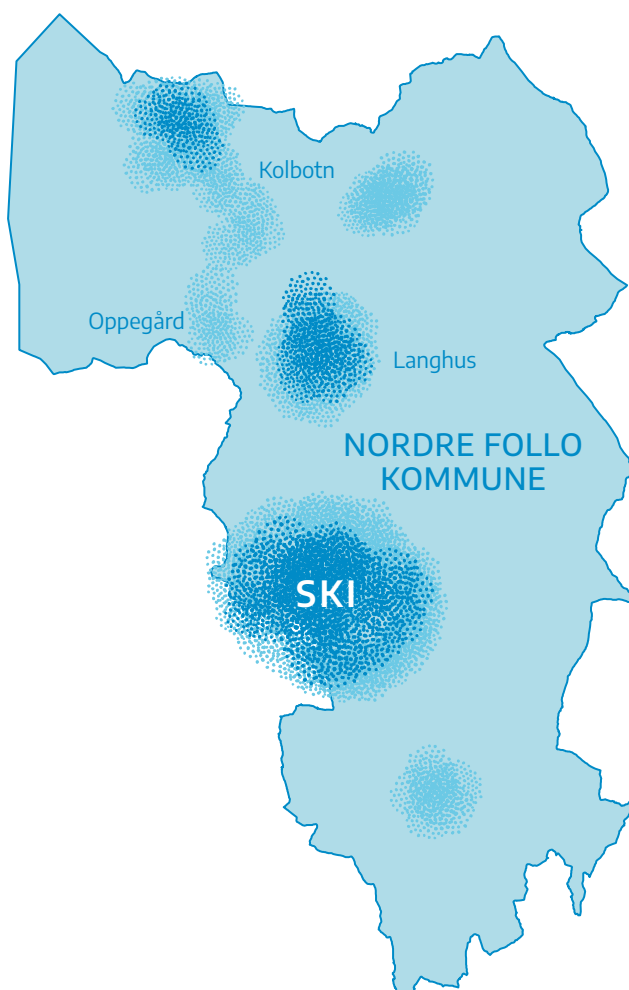 Kolbotn
Oppegård
Langhus
NORDRE FOLLO
KOMMUNE
SKI